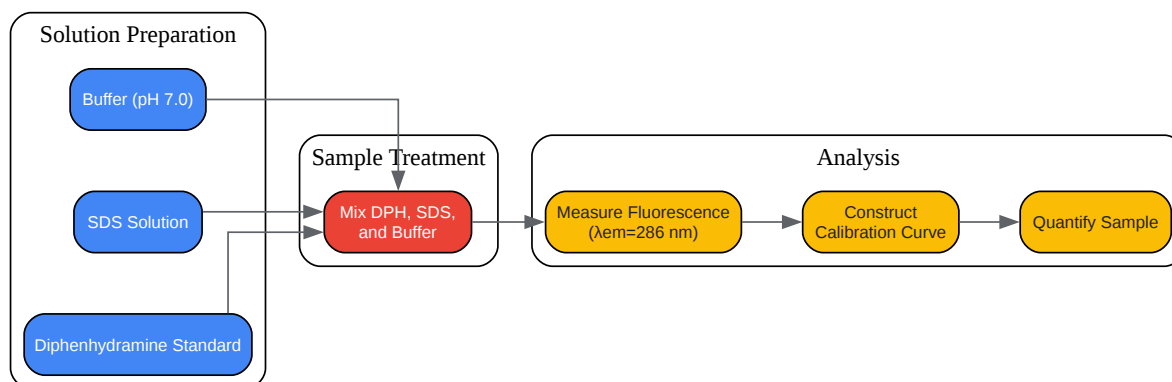 Solution Preparation
Buffer (pH 7.0)
SDS Solution
Diphenhydramine Standard
Sample Treatment
Mix DPH, SDS,
and Buffer
Analysis
Measure Fluorescence
(λem=286 nm)
Construct
Calibration Curve
Quantify Sample